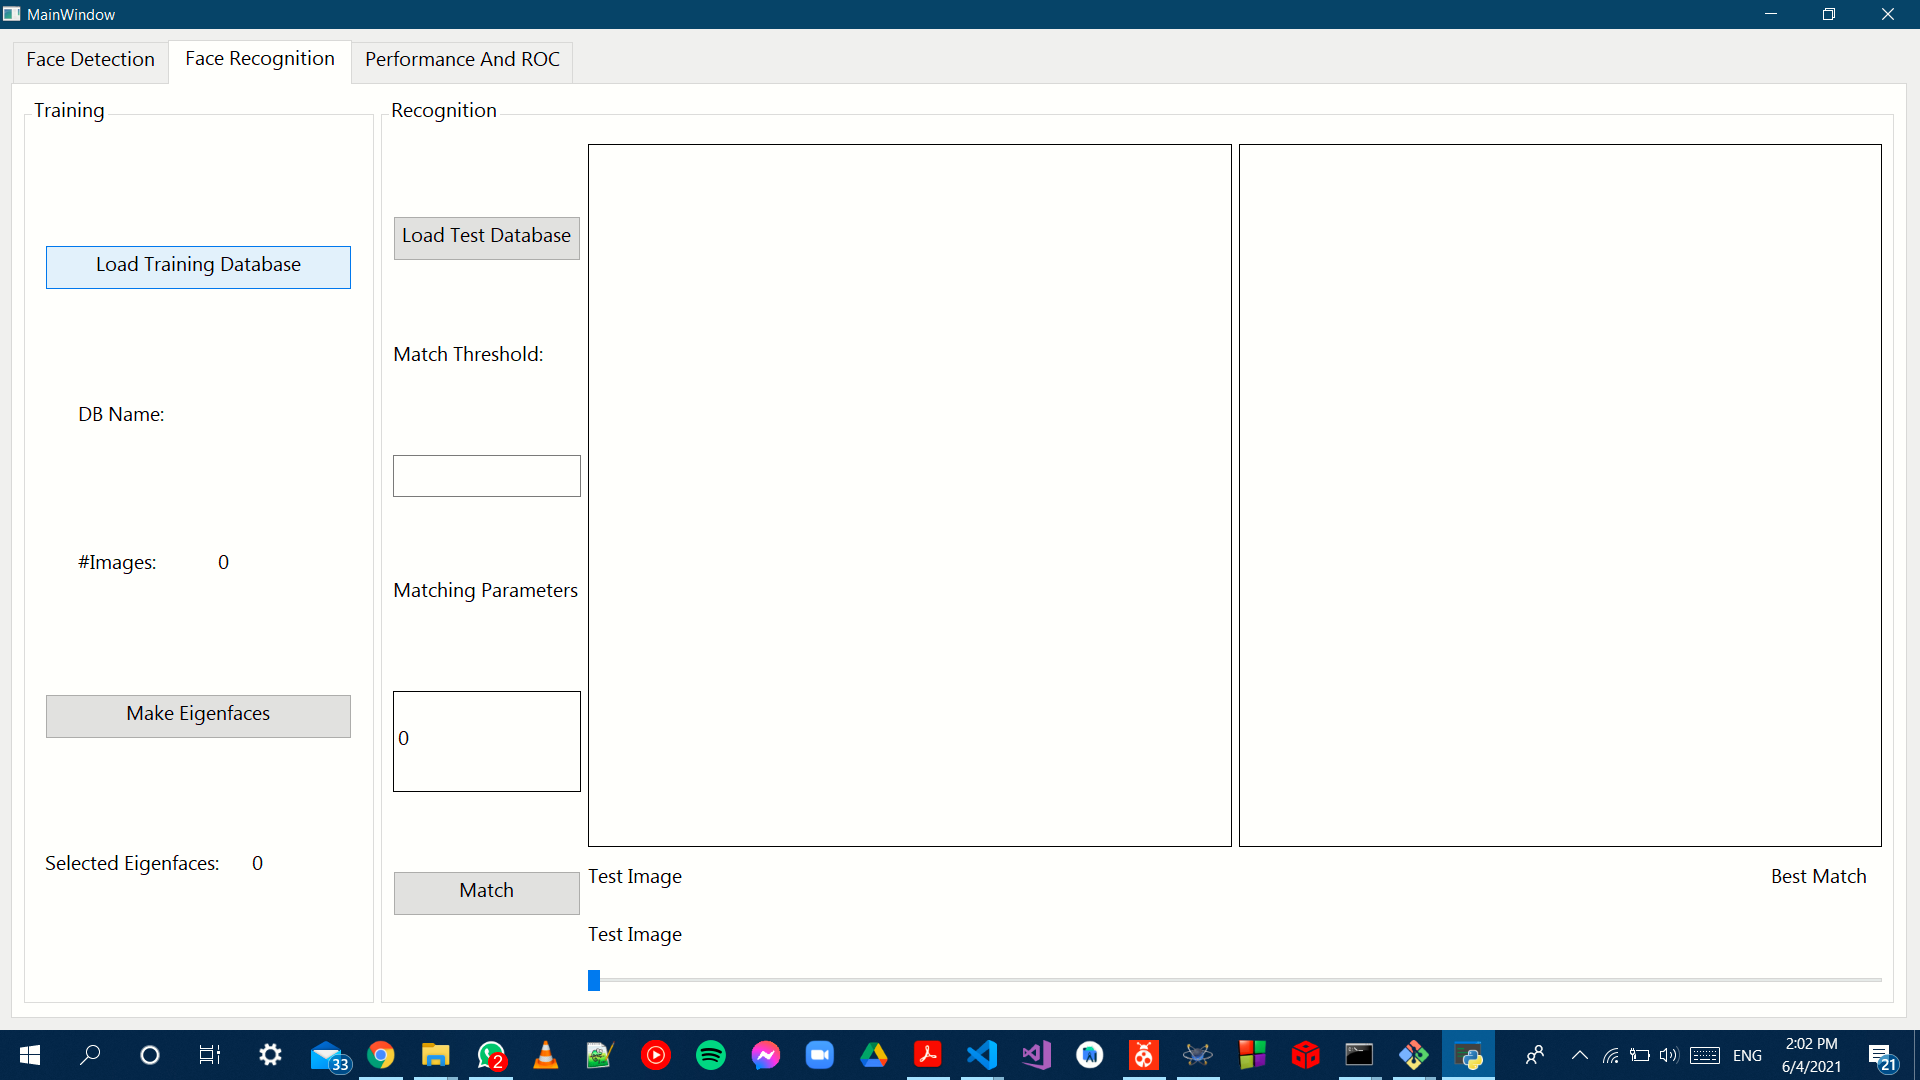 MainWindow
Face Detection
Face Recognition
Performance And ROC
Training
Load Training Database
DB Name:
#Images: 0
Make Eigenfaces
Selected Eigenfaces: 0
Recognition
Load Test Database
Match Threshold:
Matching Parameters
0
Match
Test Image
Best Match
Test Image
33
2
ENG
2:02 PM
6/4/2021
21